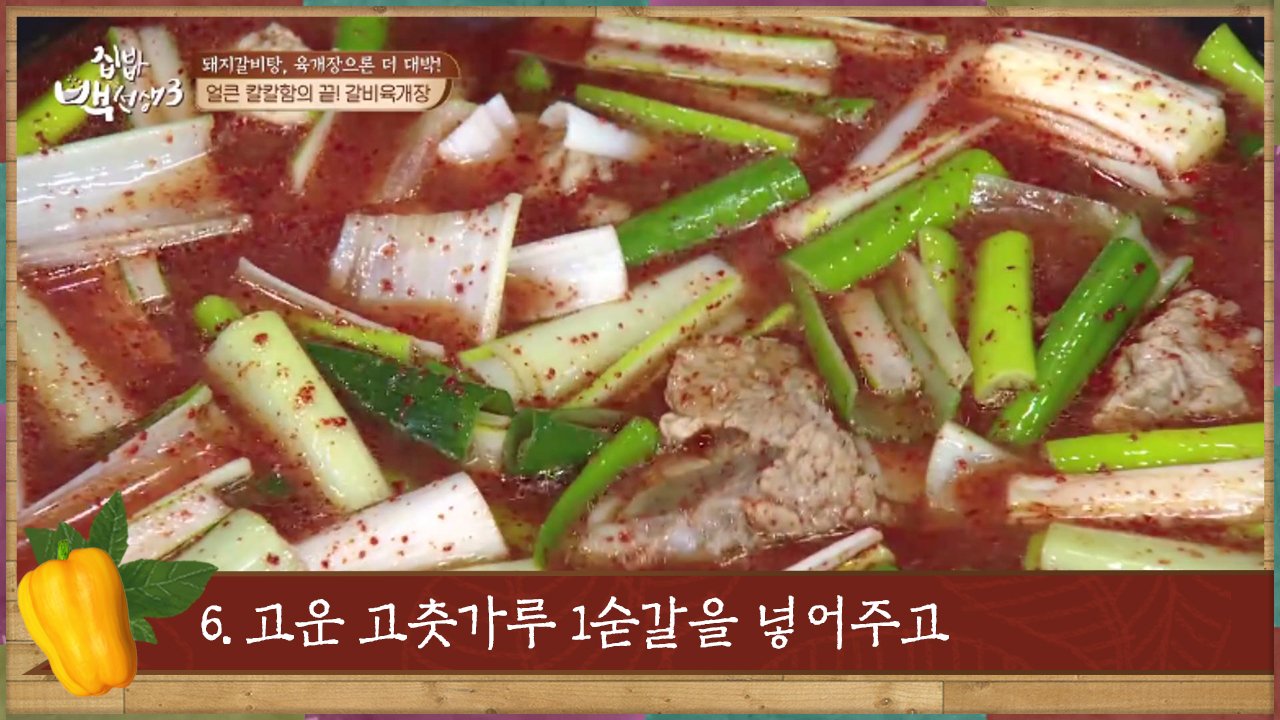 집밥
백선생3
돼지갈비탕, 육개장으론 더 대박!
얼큰 칼칼함의 끝! 갈비육개장
6. 고운 고춧가루 1숟갈을 넣어주고